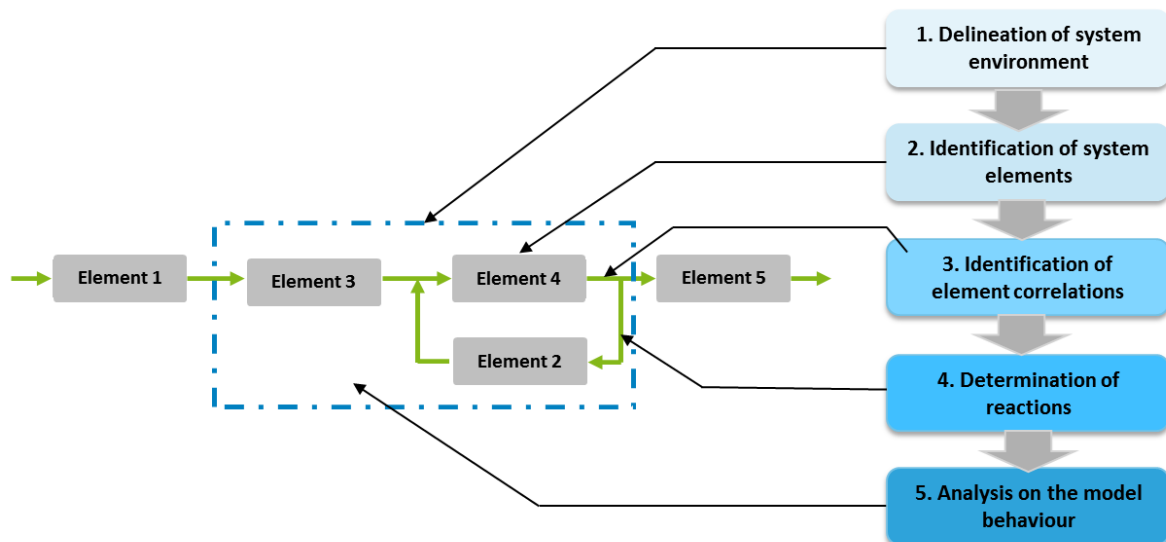 1. Delineation of system
environment
2. Identification of system
elements
Element 1
Element 3
Element 4
Element 5
3. Identification of
element correlations
Element 2
4. Determination of
reactions
5. Analysis on the model
behaviour